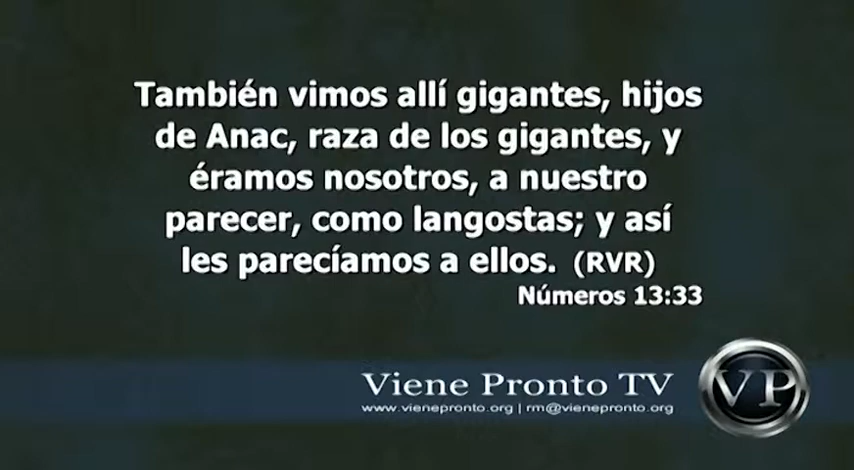 También vimos allí gigantes, hijos
de Anac, raza de los gigantes, y
éramos nosotros, a nuestro
parecer, como langostas; y así
les parecíamos a ellos. (RVR)
Números 13:33
Viene Pronto TV
www.vienepronto.org | rm@vienepronto.org
VP